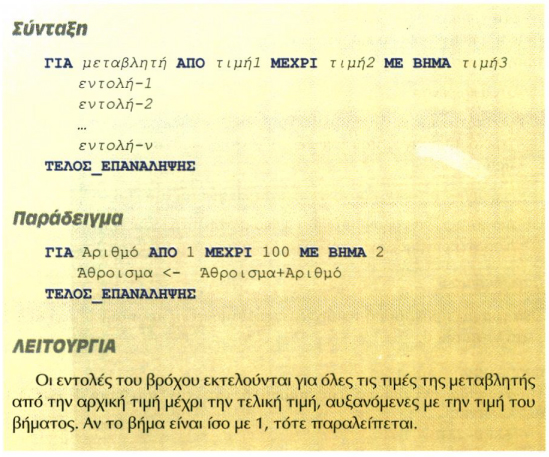 Σύνταξη
ΓΙΑ μεταβλητή ΑΠΟ τιμή1 ΜΕΧΡΙ τιμή2 ΜΕ ΒΗΜΑ τιμή3
εντολή-1
εντολή-2
…
εντολή-ν
ΤΕΛΟΣ_ΕΠΑΝΑΛΗΨΗΣ
Παράδειγμα
ΓΙΑ Αριθμό ΑΠΟ 1 ΜΕΧΡΙ 100 ΜΕ ΒΗΜΑ 2
Άθροισμα <- Άθροισμα+Αριθμό
ΤΕΛΟΣ_ΕΠΑΝΑΛΗΨΗΣ
ΛΕΙΤΟΥΡΓΙΑ
Οι εντολές του βρόχου εκτελούνται για όλες τις τιμές της μεταβλητής
από την αρχική τιμή μέχρι την τελική τιμή, αυξανόμενες με την τιμή του
βήματος. Αν το βήμα είναι ίσο με 1, τότε παραλείπεται.